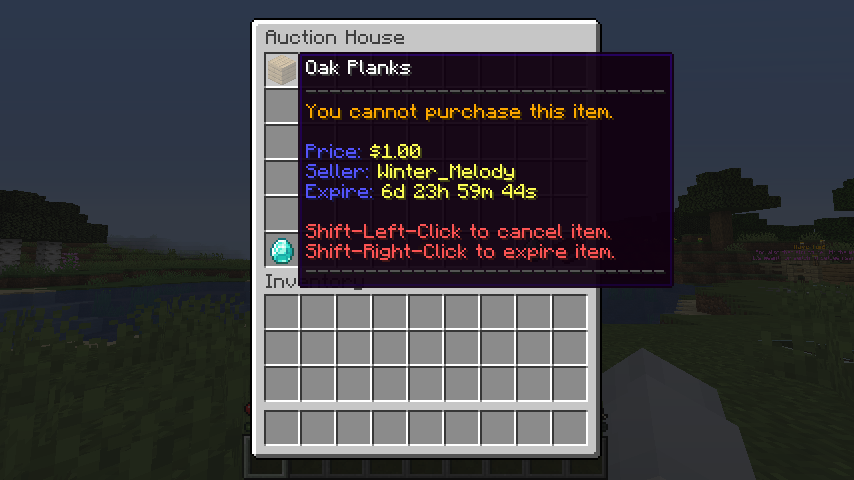 Auction House
Oak Planks
You cannot purchase this item.
Price: $1.00
Seller: Winter_Melody
Expire: 6d 23h 59m 44s
Shift-Left-Click to cancel item.
Shift-Right-Click to expire item.
Inventory